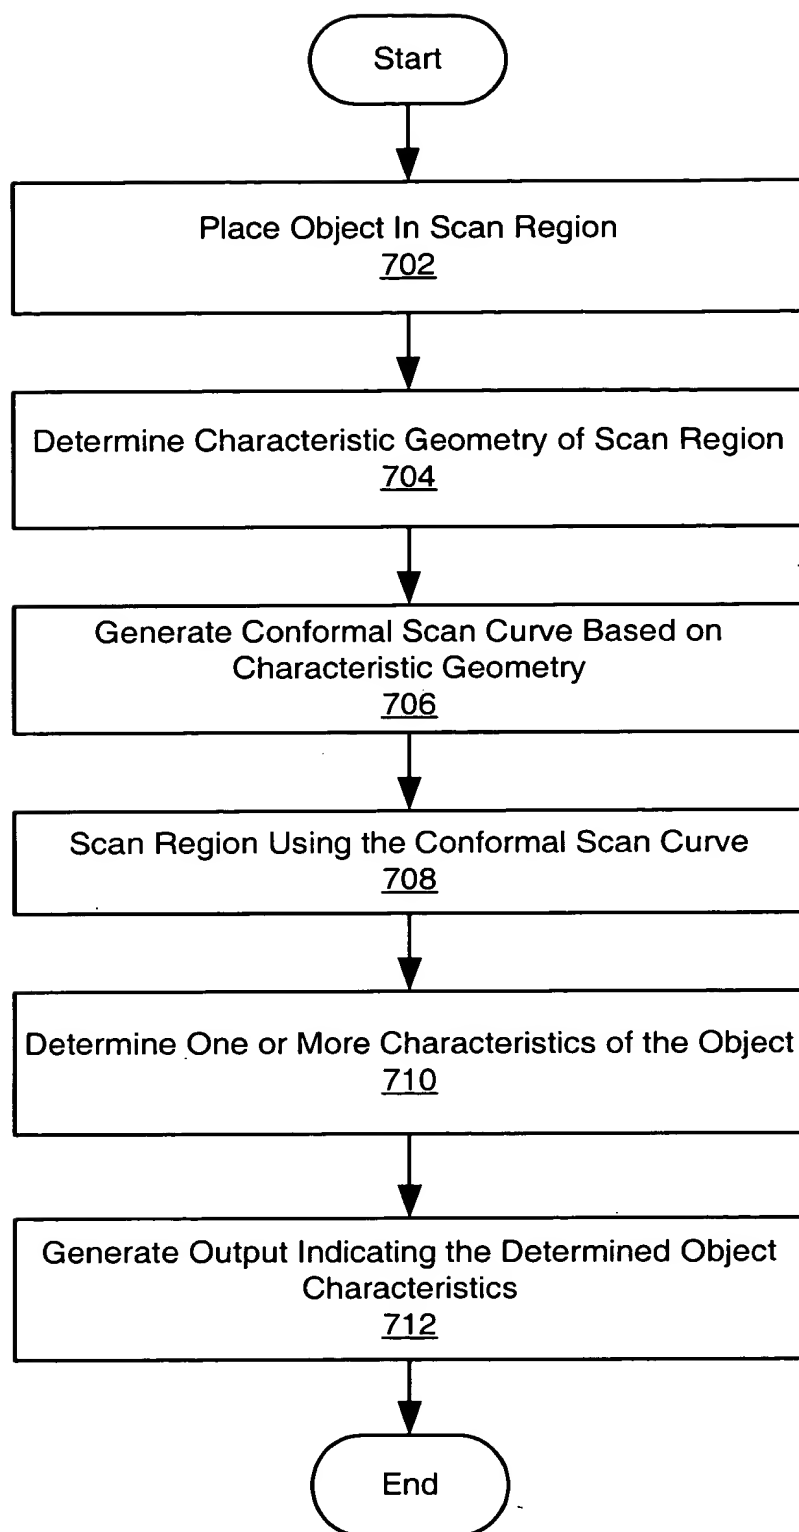 Start
Place Object In Scan Region
702
Determine Characteristic Geometry of Scan Region
704
Generate Conformal Scan Curve Based on
Characteristic Geometry
706
Scan Region Using the Conformal Scan Curve
708
Determine One or More Characteristics of the Object
710
Generate Output Indicating the Determined Object
Characteristics
712
End